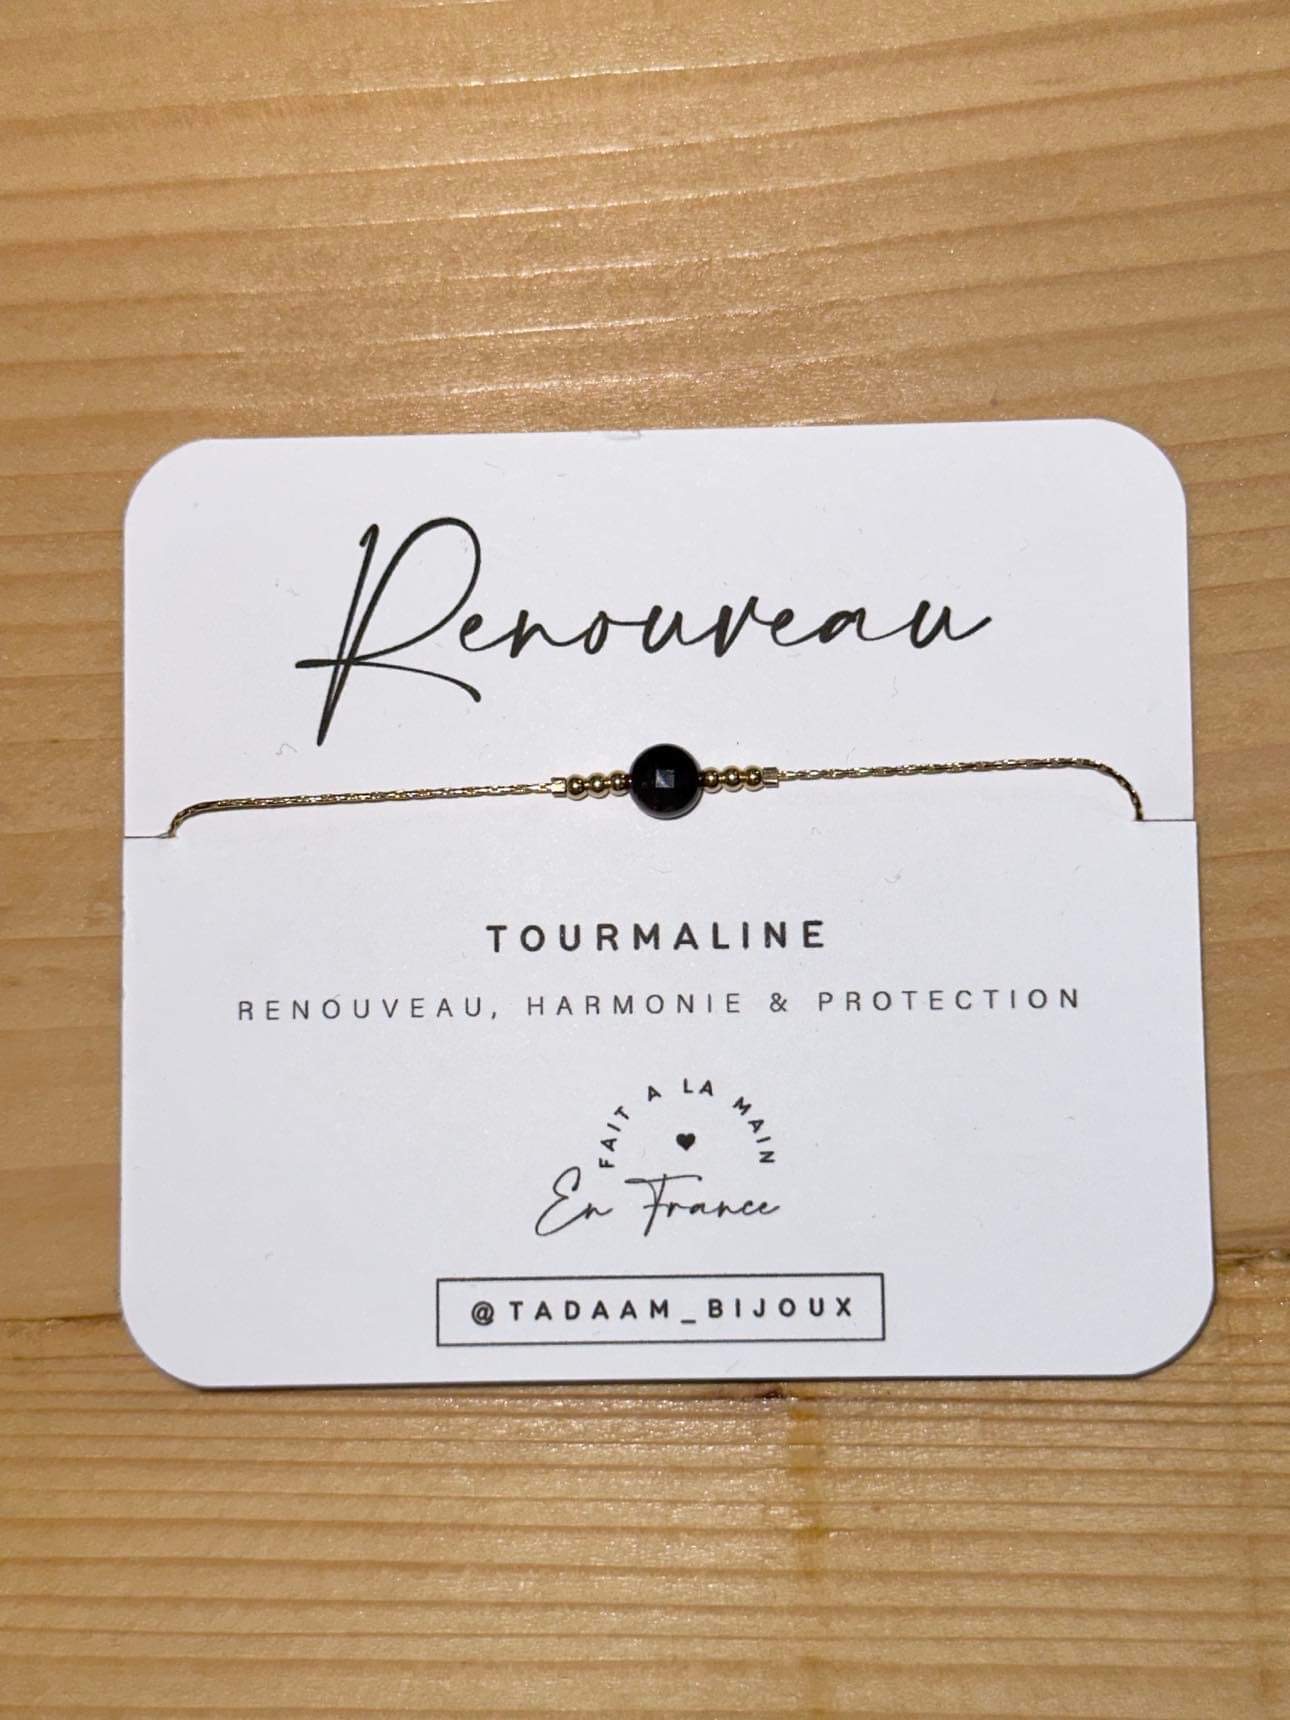 Renouveau
TOURMALINE
RENOUVEAU, HARMONIE & PROTECTION
FAIT A LA MAIN
En France
@TADAAM_BIJOUX